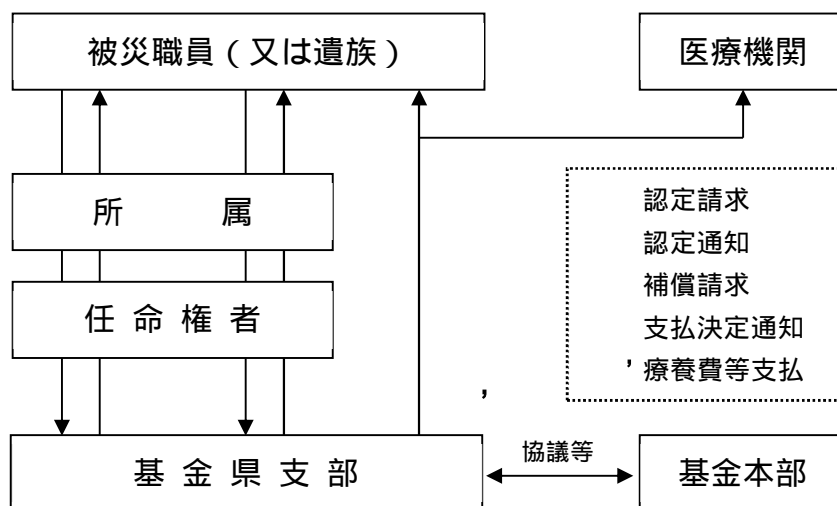 被災職員（又は遺族）
医療機関
所　　属
任 命 権 者
認定請求
認定通知
補償請求
支払決定通知
’療養費等支払
，
基 金 県 支 部
協議等
基金本部